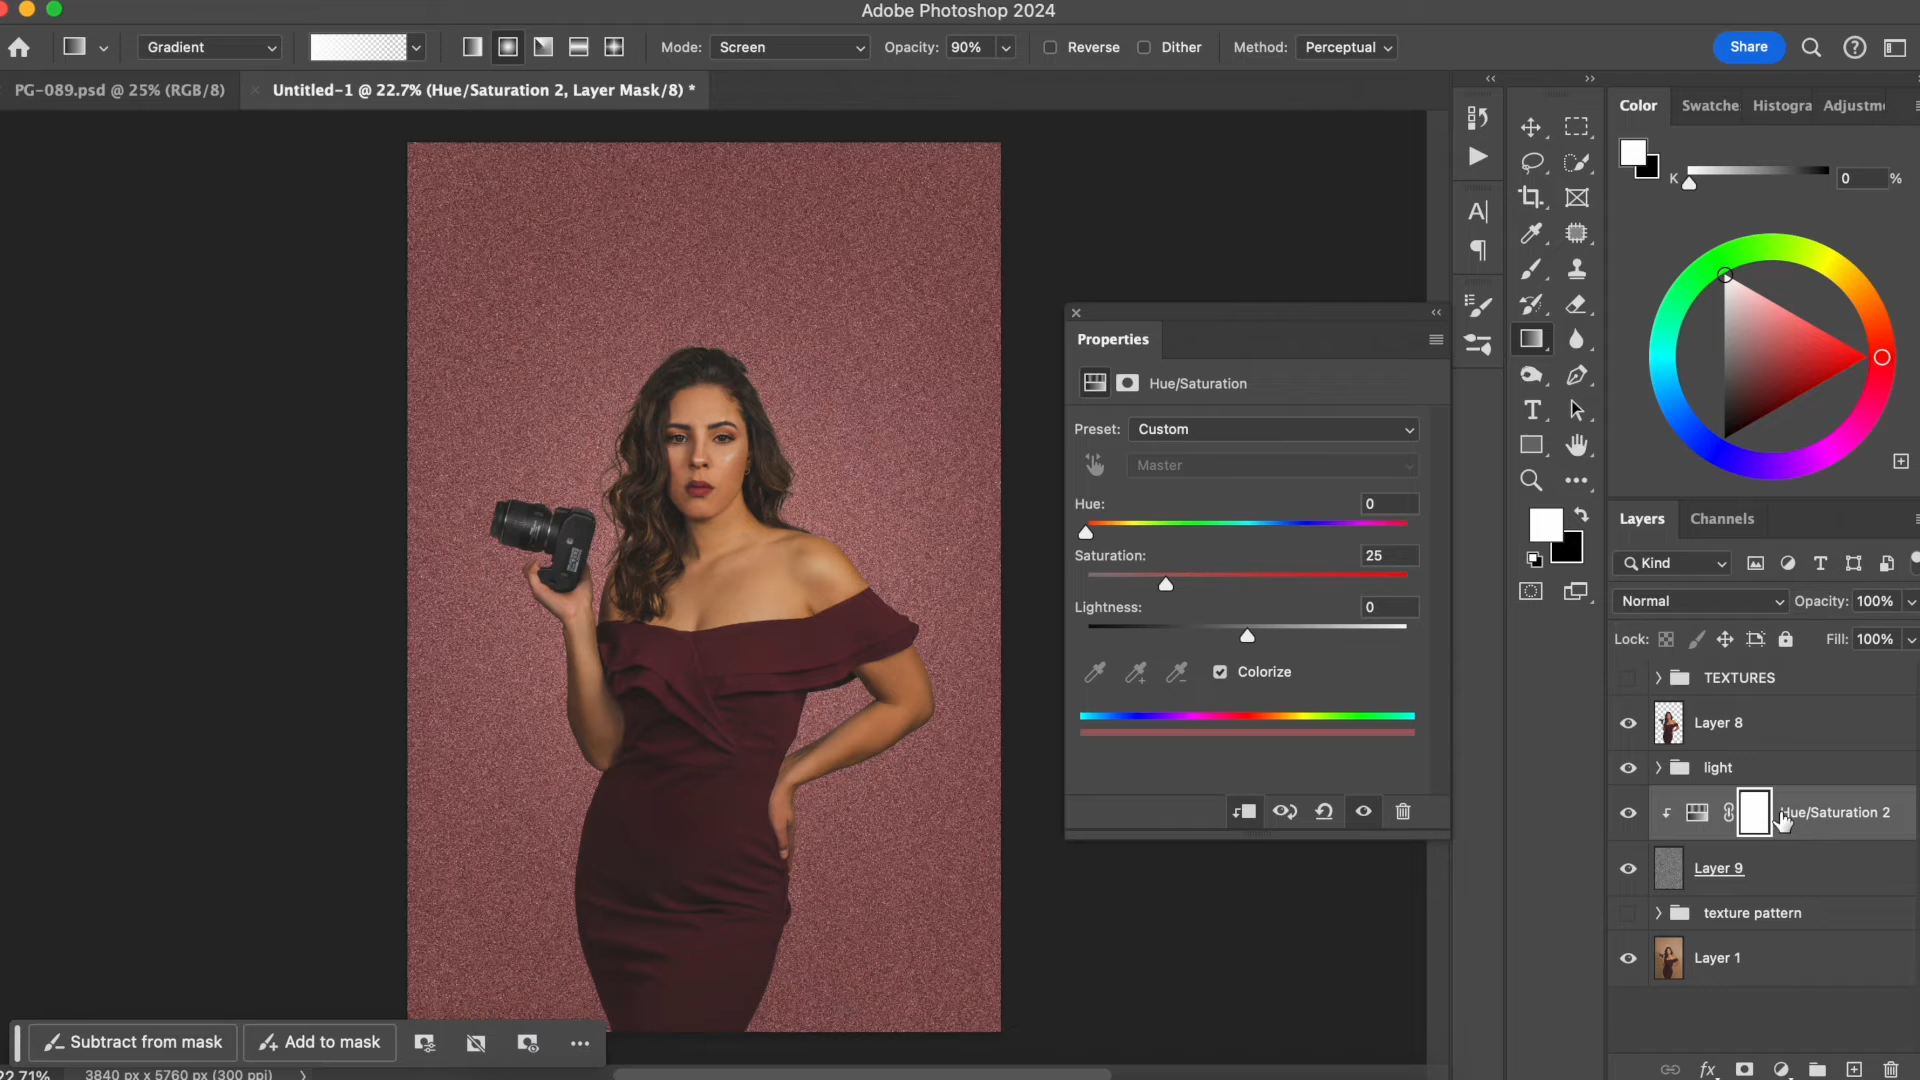 Adobe Photoshop 2024
Gradient
Mode: Screen
Opacity: 90%
Reverse
Dither
Method: Perceptual
Share
PG-089.psd @ 25% (RGB/8)
Untitled-1 @ 22.7% (Hue/Saturation 2, Layer Mask/8) *
Color
Swatche
Histogra
Adjustm
K
0
%
Properties
Hue/Saturation
Preset: Custom
Master
Hue: 0
Saturation: 25
Lightness: 0
Colorize
Layers
Channels
Kind
Normal
Opacity: 100%
Lock:
Fill: 100%
TEXTURES
Layer 8
light
Hue/Saturation 2
Layer 9
texture pattern
Layer 1
Subtract from mask
Add to mask
22.71%
3840 px x 5760 px (300 ppi)
fx